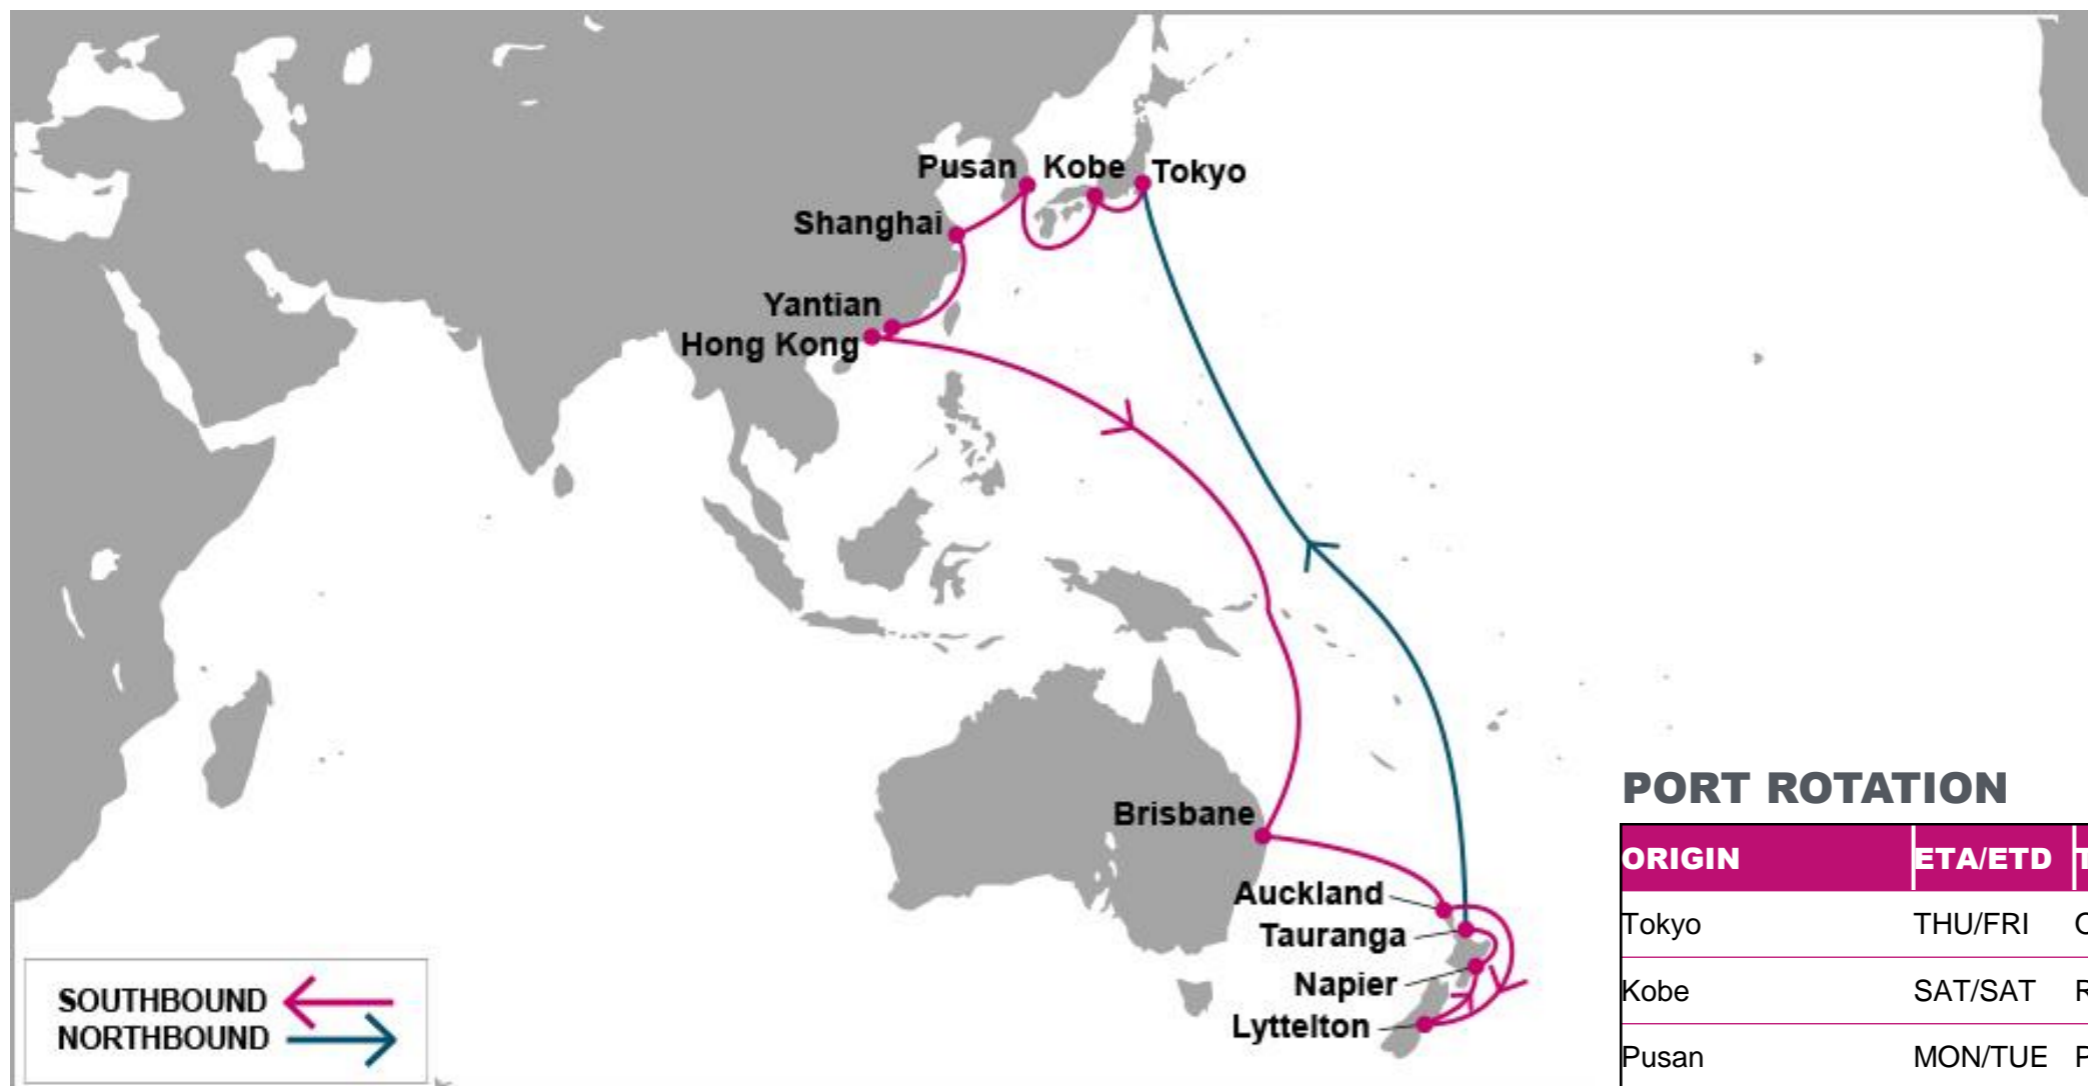 Pusan
Kobe
Tokyo
Shanghai
Yantian
Hong Kong
Brisbane
Auckland
Tauranga
Napier
Lyttelton
SOUTHBOUND
NORTHBOUND
PORT ROTATION
ORIGIN ETA/ETD
Tokyo THU/FRI
Kobe SAT/SAT
Pusan MON/TUE